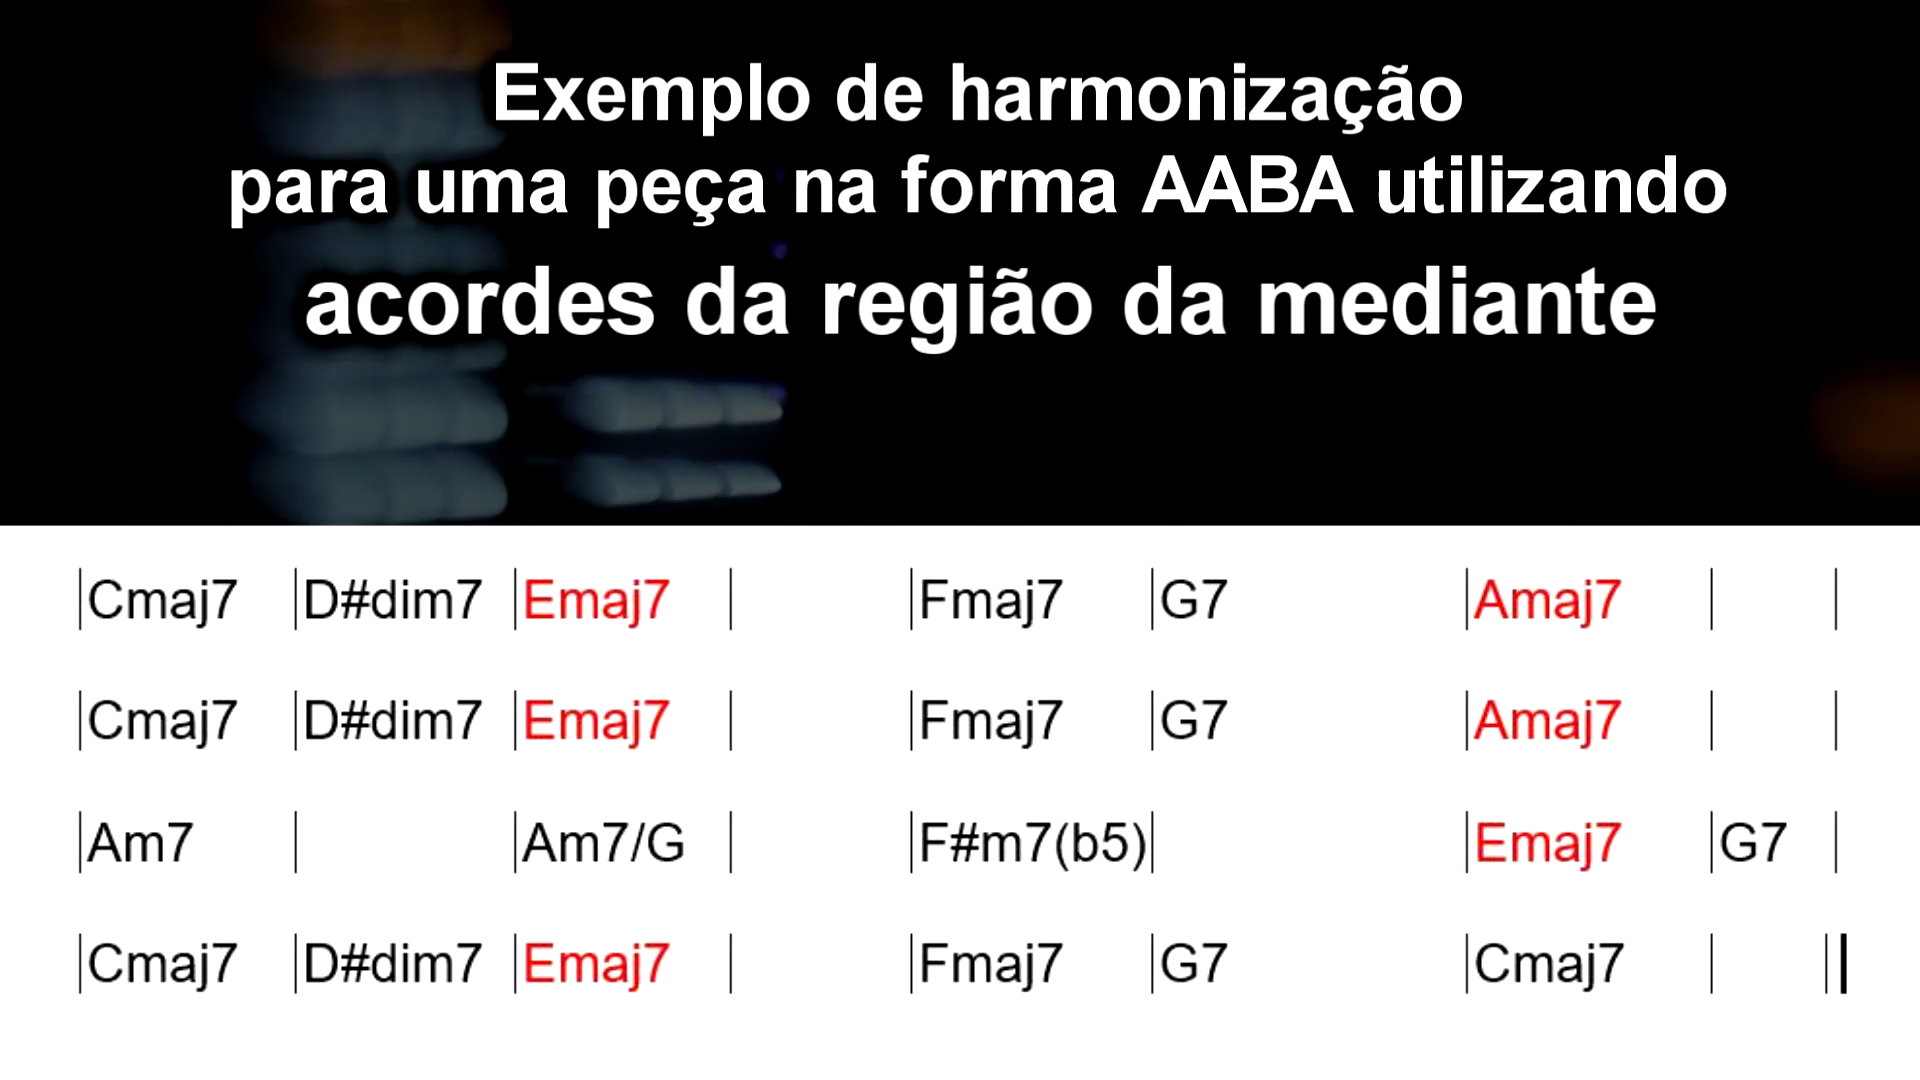 Exemplo de harmonização
para uma peça na forma AABA utilizando
acordes da região da mediante
|Cmaj7 |D#dim7 |Emaj7 | |Fmaj7 |G7 |Amaj7 | |
|Cmaj7 |D#dim7 |Emaj7 | |Fmaj7 |G7 |Amaj7 | |
|Am7 | |Am7/G | |F#m7(b5)| |Emaj7 |G7 |
|Cmaj7 |D#dim7 |Emaj7 | |Fmaj7 |G7 |Cmaj7 | ||